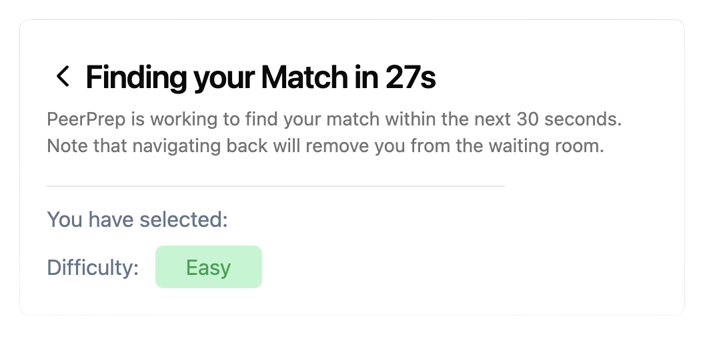 Finding your Match in 27s
PeerPrep is working to find your match within the next 30 seconds.
Note that navigating back will remove you from the waiting room.
You have selected:
Difficulty: Easy